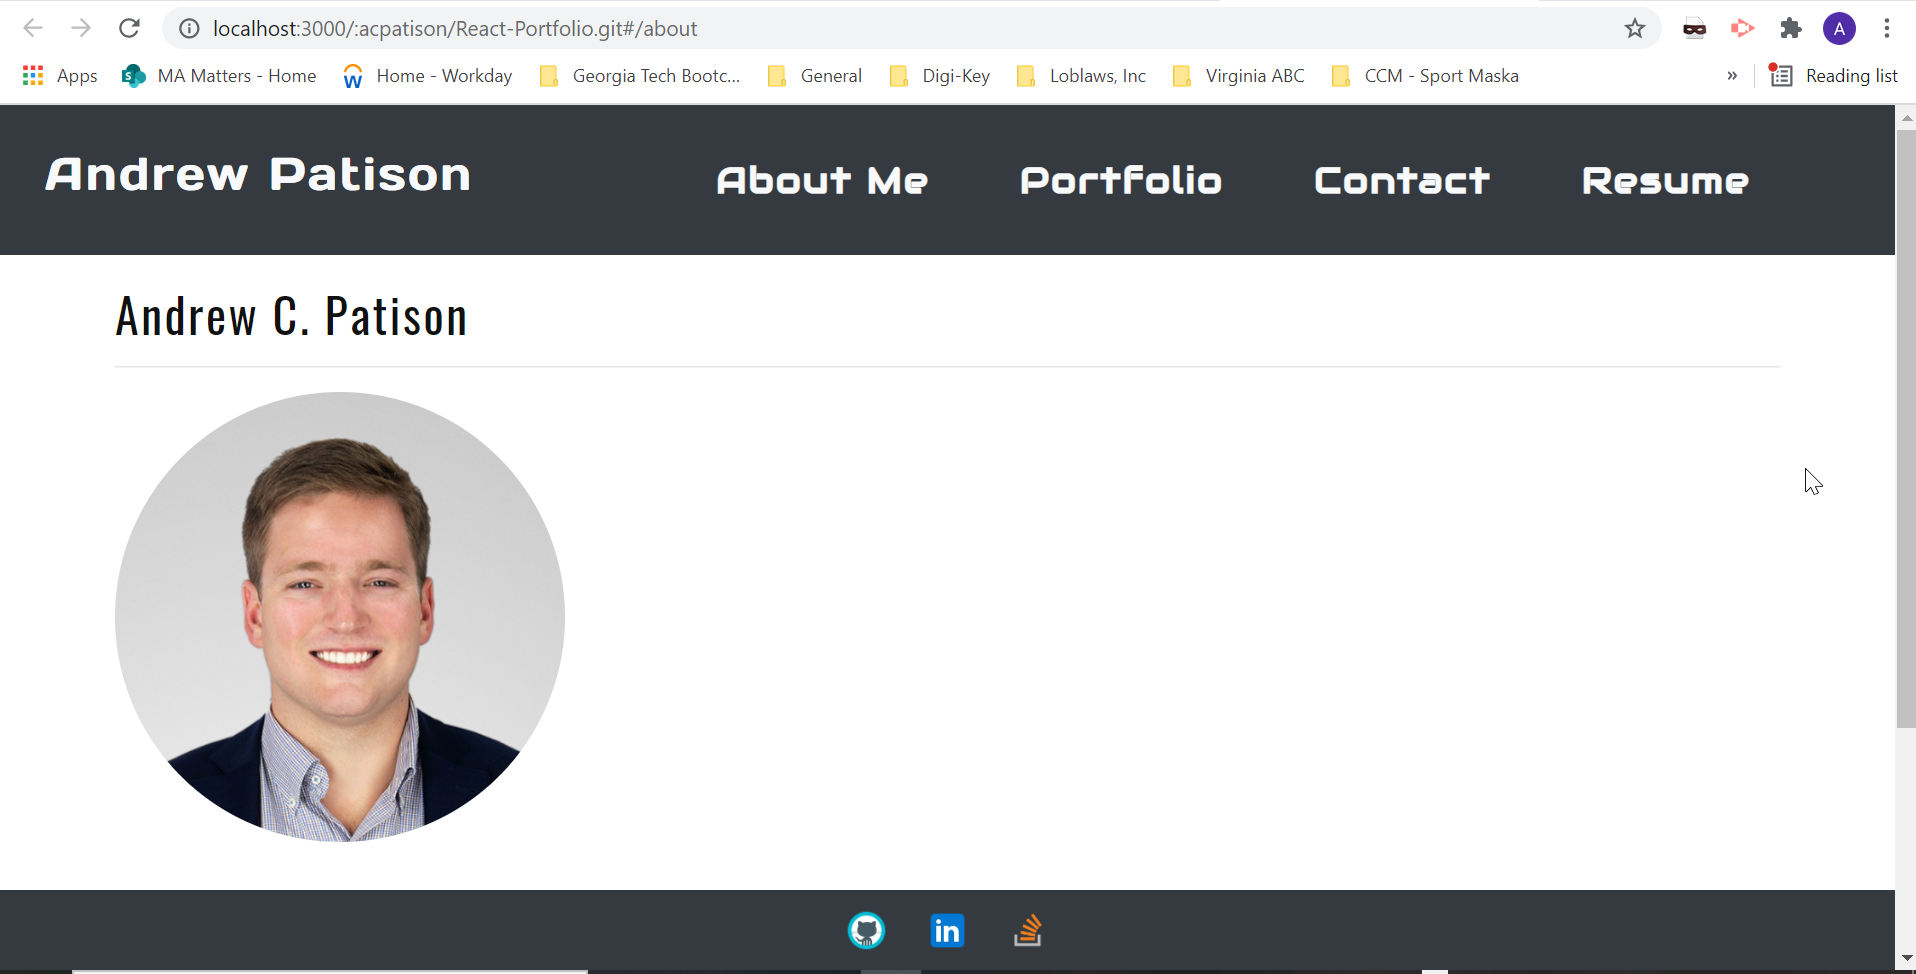 localhost:3000/:acpatison/React-Portfolio.git#/about
A
Apps MA Matters - Home Home - Workday Georgia Tech Bootc... General Digi-Key Loblaws, Inc Virginia ABC CCM - Sport Maska » Reading list
Andrew Patison About Me Portfolio Contact Resume
Andrew C. Patison
in